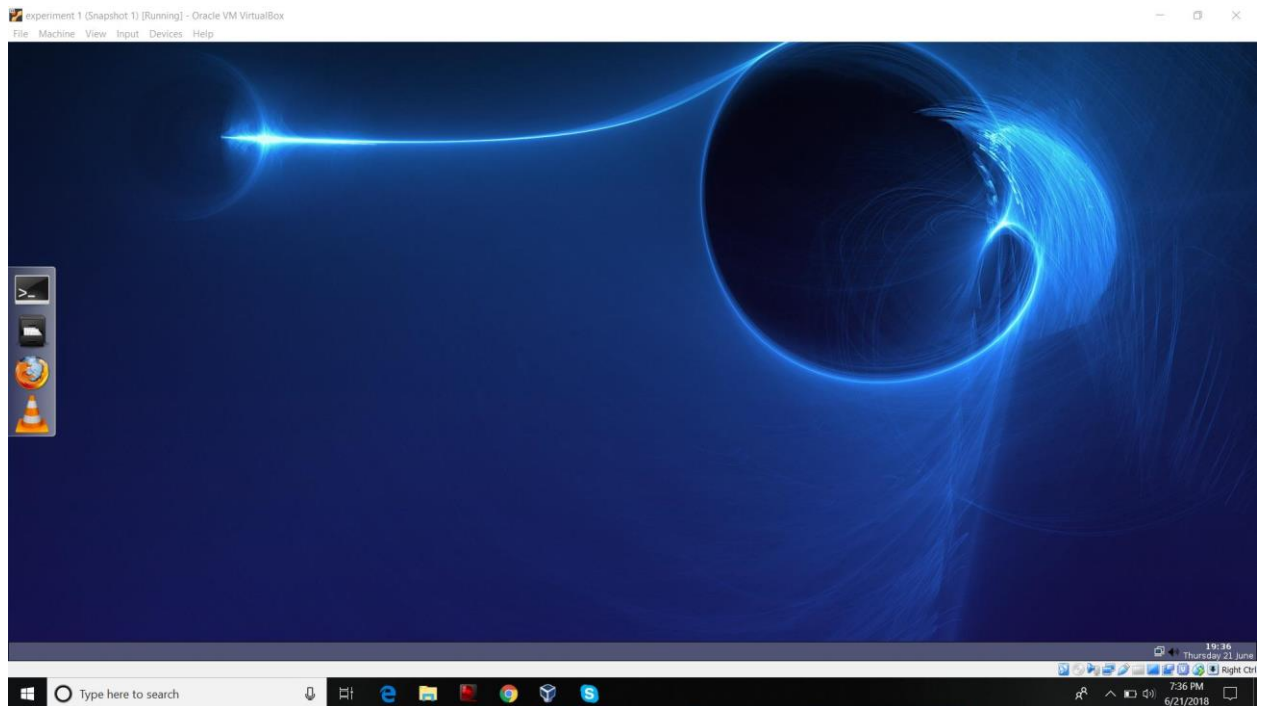 experiment 1 (Snapshot 1) [Running] - Oracle VM VirtualBox
File Machine View Input Devices Help
>_
19:36
Thursday 21 June
Right Ctrl
Type here to search
7:36 PM
6/21/2018